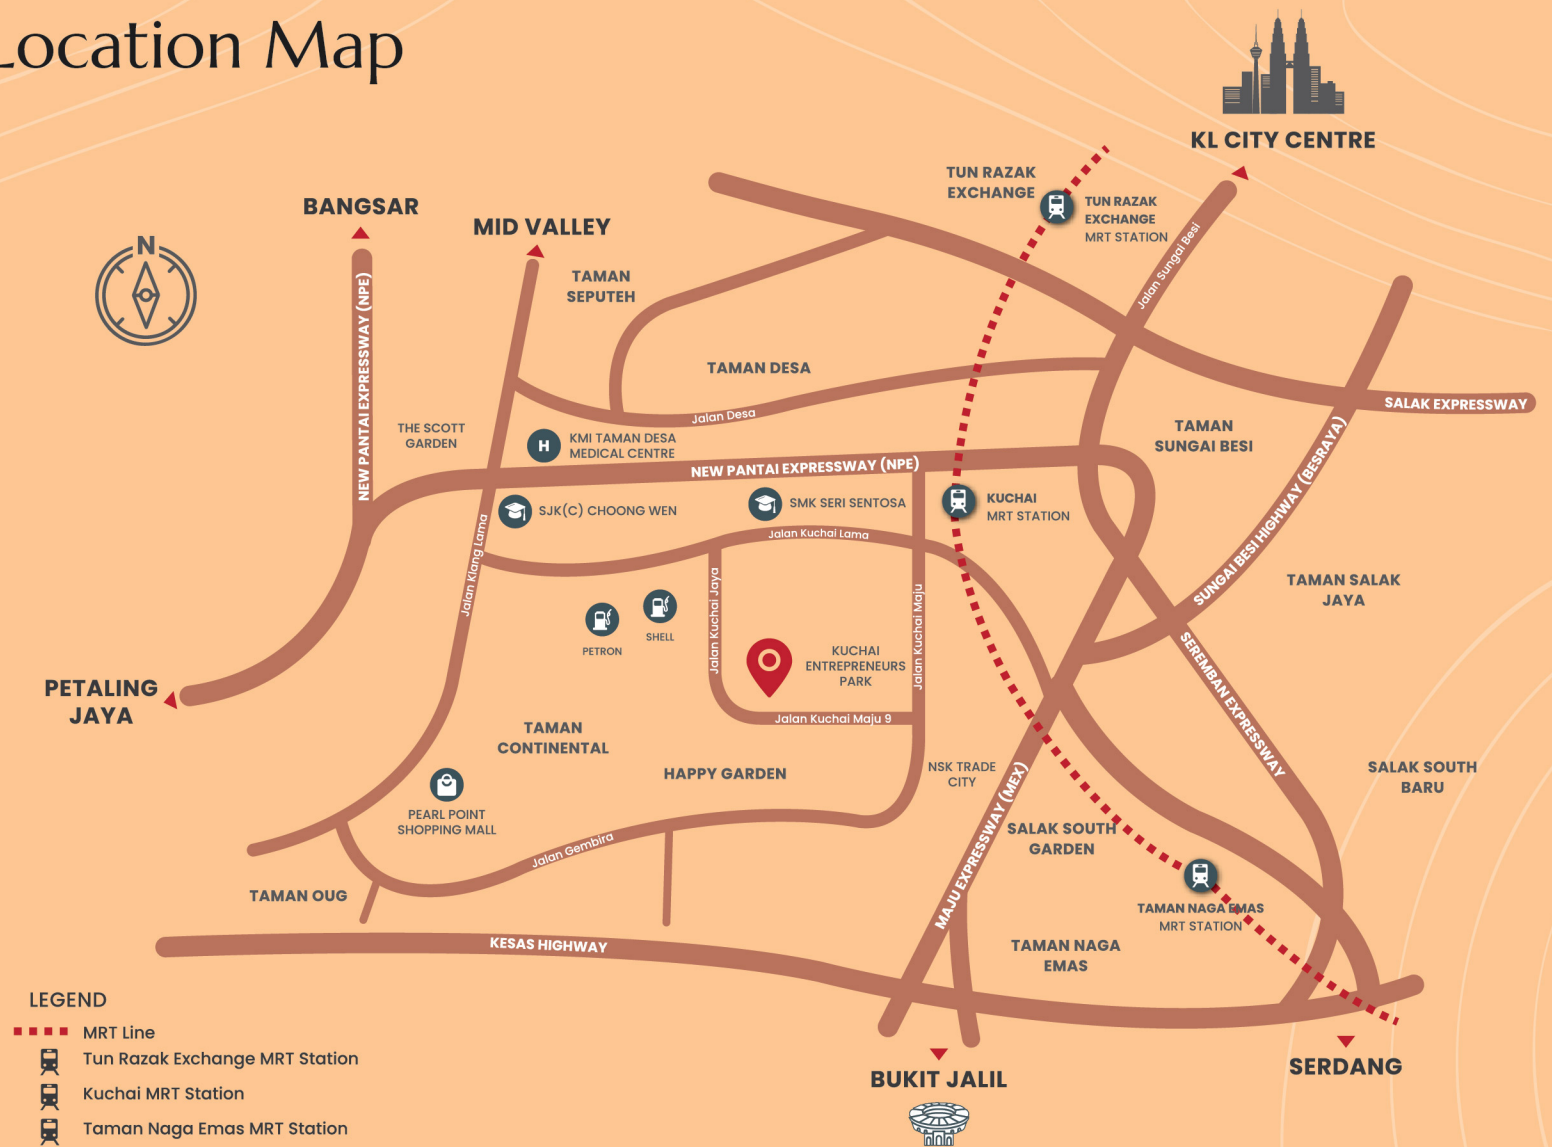 Location Map
KL CITY CENTRE
TUN RAZAK
EXCHANGE
TUN RAZAK
EXCHANGE
MRT STATION
BANGSAR
MID VALLEY
N
TAMAN
SEPUTEH
Jalan Sungai Besi
NEW PANTAI EXPRESSWAY (NPE)
TAMAN DESA
Jalan Desa
SALAK EXPRESSWAY
THE SCOTT
GARDEN
H
KMI TAMAN DESA
MEDICAL CENTRE
TAMAN
SUNGAI BESI
NEW PANTAI EXPRESSWAY (NPE)
SUNGAI BESI HIGHWAY (BESRAYA)
SJK(C) CHOONG WEN
SMK SERI SENTOSA
KUCHAI
MRT STATION
Jalan Klang Lama
Jalan Kuchai Lama
TAMAN SALAK
JAYA
PETRON
SHELL
Jalan Kuchai Jaya
Jalan Kuchai Maju
KUCHAI
ENTREPRENEURS
PARK
SEREMBAN EXPRESSWAY
PETALING
JAYA
Jalan Kuchai Maju 9
TAMAN
CONTINENTAL
HAPPY GARDEN
NSK TRADE
CITY
SALAK SOUTH
BARU
MAJU EXPRESSWAY (MEX)
PEARL POINT
SHOPPING MALL
SALAK SOUTH
GARDEN
Jalan Gembira
TAMAN OUG
TAMAN NAGA EMAS
MRT STATION
KESAS HIGHWAY
TAMAN NAGA
EMAS
LEGEND
MRT Line
Tun Razak Exchange MRT Station
Kuchai MRT Station
Taman Naga Emas MRT Station
BUKIT JALIL
SERDANG